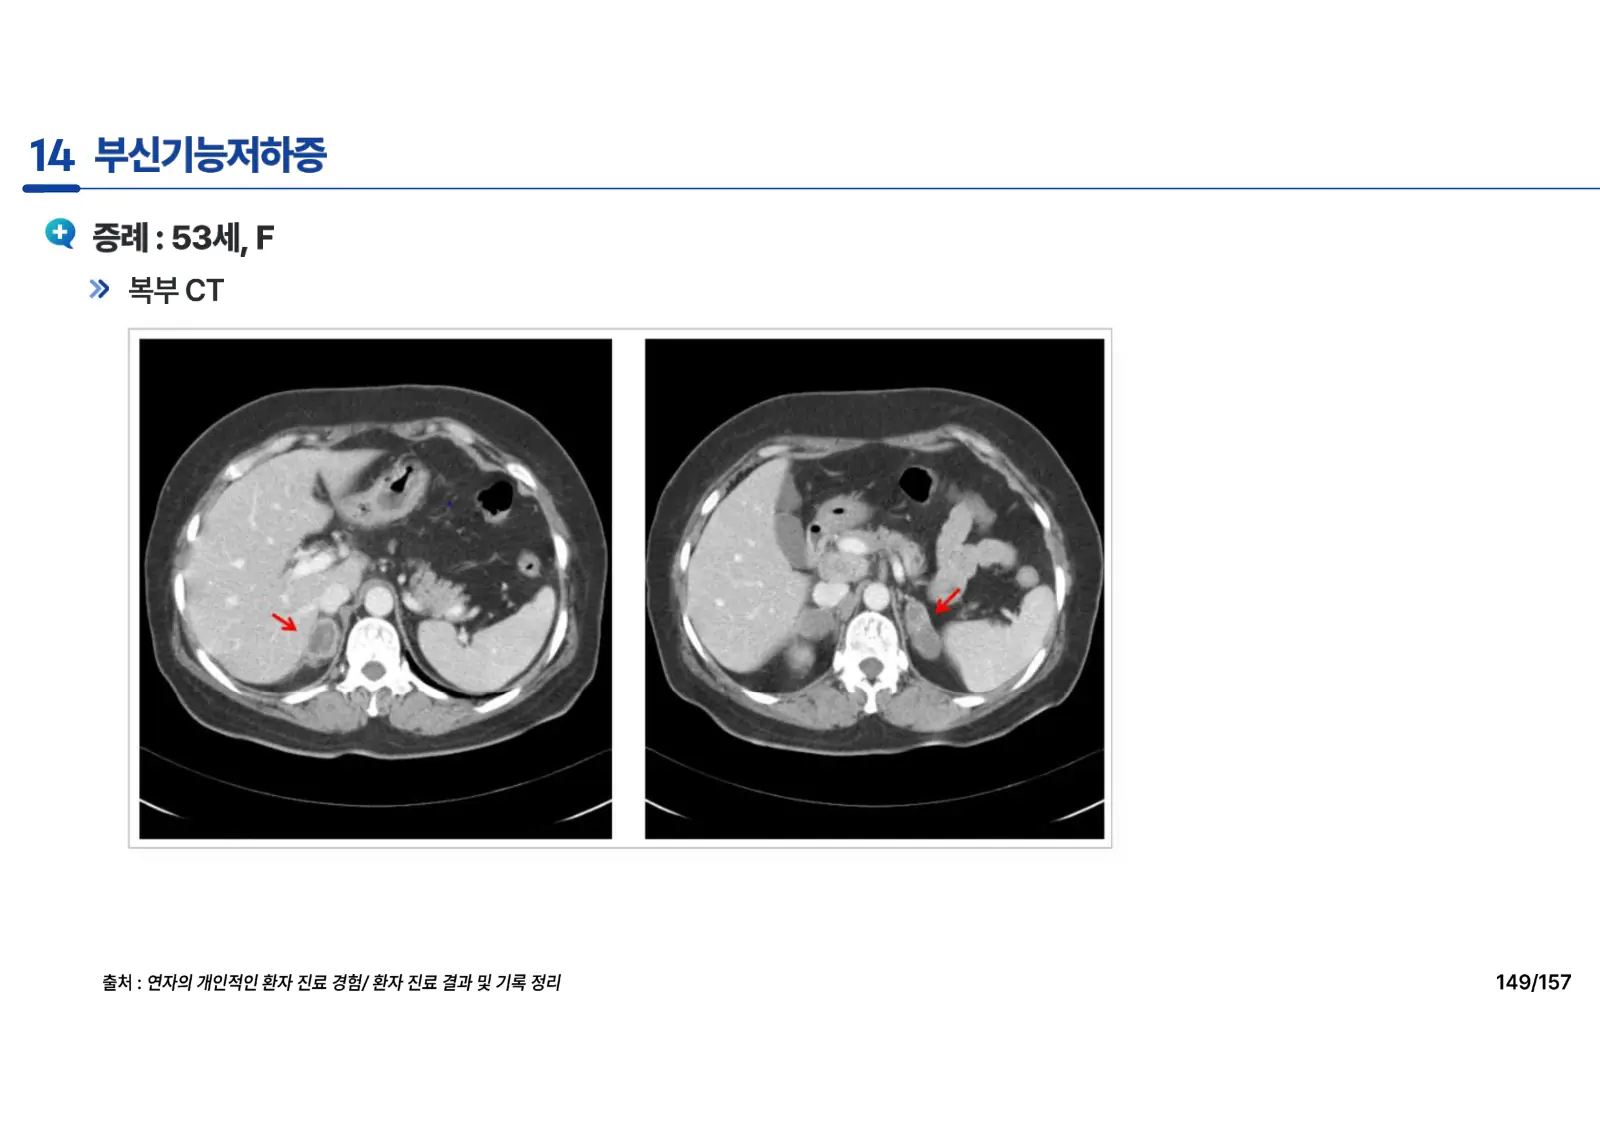 14 부신기능저하증
증례 : 53세, F
복부 CT
출처 : 연자의 개인적인 환자 진료 경험/ 환자 진료 결과 및 기록 정리
149/157